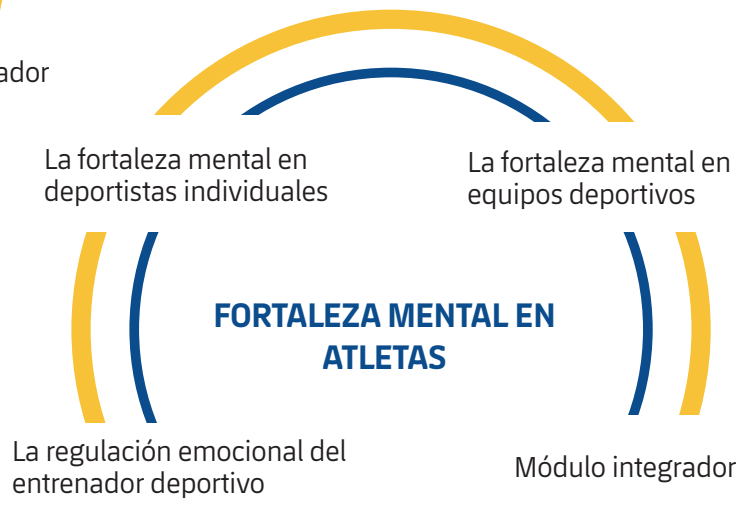 La fortaleza mental en
deportistas individuales
La fortaleza mental en
equipos deportivos
FORTALEZA MENTAL EN
ATLETAS
La regulación emocional del
entrenador deportivo
Módulo integrador